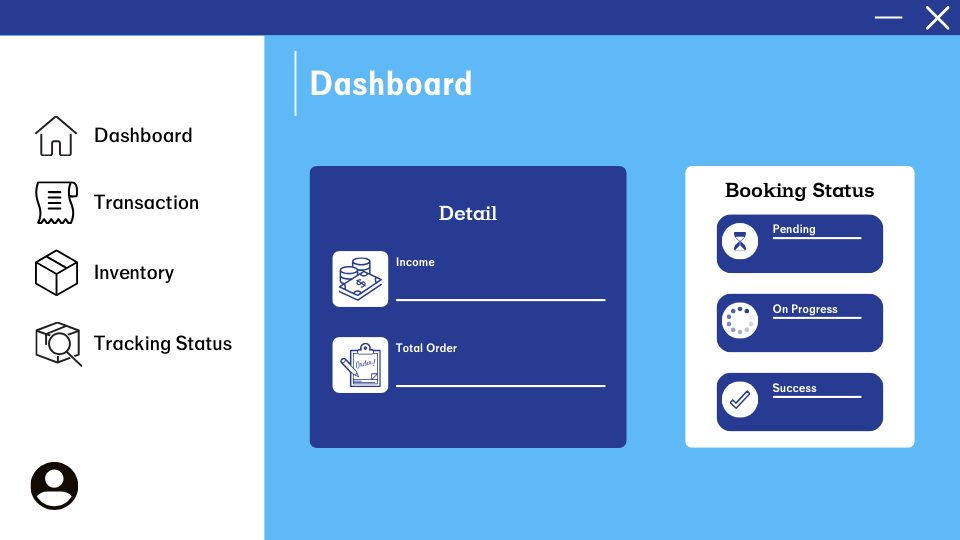 Dashboard
Dashboard
Transaction
Inventory
Tracking Status
Detail
Income
Total Order
Order!
Booking Status
Pending
On Progress
Success